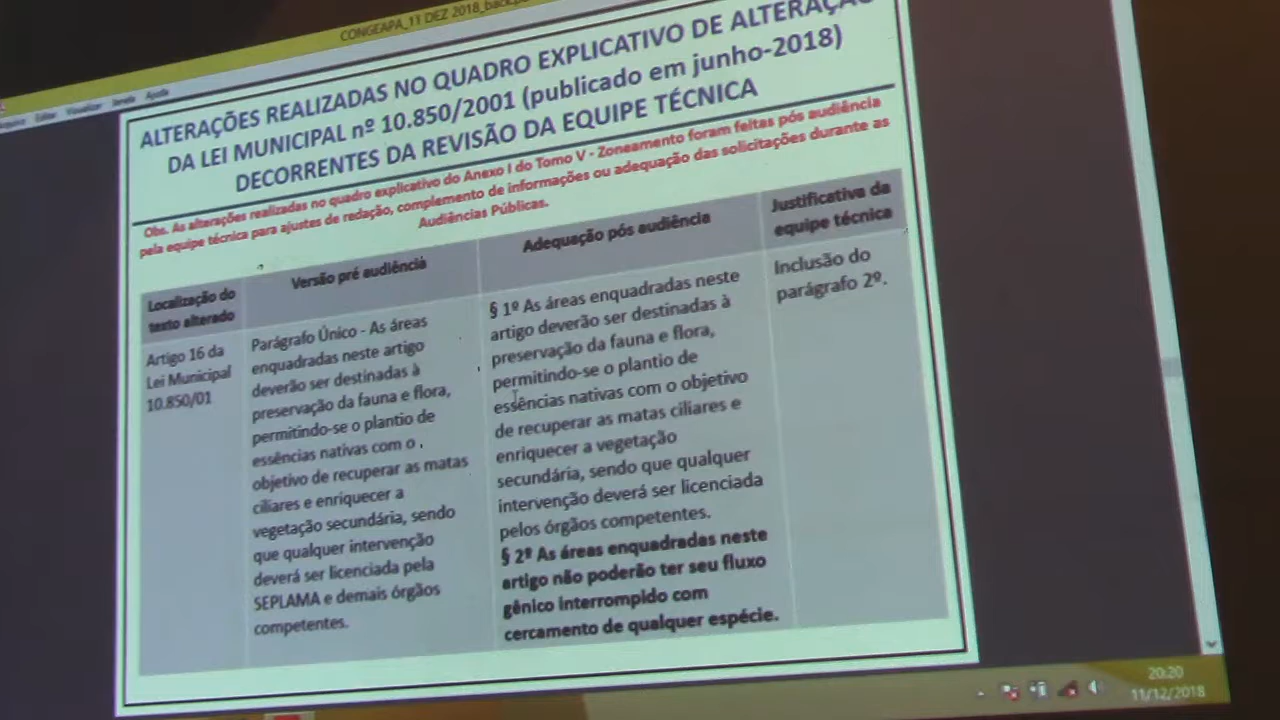 CONGEAPA_11 DEZ 2018_back.p
Editar Visualizar Janela Ajuda
ALTERAÇÕES REALIZADAS NO QUADRO EXPLICATIVO DE ALTERAÇÃO
DA LEI MUNICIPAL nº 10.850/2001 (publicado em junho-2018)
DECORRENTES DA REVISÃO DA EQUIPE TÉCNICA
Obs. As alterações realizadas no quadro explicativo do Anexo I do Tomo V - Zoneamento foram feitas pós audiência
pela equipe técnica para ajustes de redação, complemento de informações ou adequação das solicitações durante as
Audiências Públicas.
Localização do
texto alterado
Versão pré audiência
Adequação pós audiência
Justificativa da
equipe técnica
Artigo 16 da
Lei Municipal
10.850/01
Parágrafo Único - As áreas
enquadradas neste artigo
deverão ser destinadas à
preservação da fauna e flora,
permitindo-se o plantio de
essências nativas com o
objetivo de recuperar as matas
ciliares e enriquecer a
vegetação secundária, sendo
que qualquer intervenção
deverá ser licenciada pela
SEPLAMA e demais órgãos
competentes.
§ 1º As áreas enquadradas neste
artigo deverão ser destinadas à
preservação da fauna e flora,
permitindo-se o plantio de
essências nativas com o objetivo
de recuperar as matas ciliares e
enriquecer a vegetação
secundária, sendo que qualquer
intervenção deverá ser licenciada
pelos órgãos competentes.
§ 2º As áreas enquadradas neste
artigo não poderão ter seu fluxo
gênico interrompido com
cercamento de qualquer espécie.
Inclusão do
parágrafo 2º.
20:20
11/12/2018